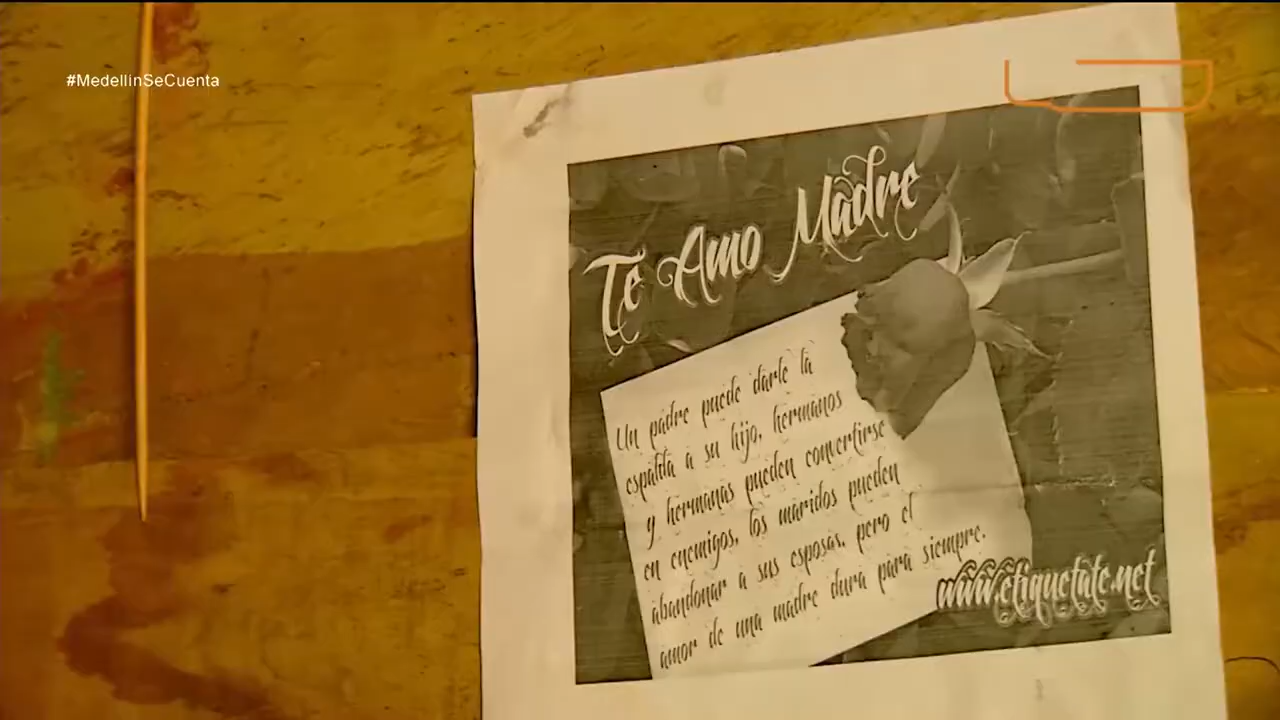 #MedellínSeCuenta
Te Amo Madre
Un padre puede darle la
espalda a su hijo, hermanos
y hermanas pueden convertirse
en enemigos, los maridos pueden
abandonar a sus esposas, pero el
amor de una madre dura para siempre.
www.etiquetate.net